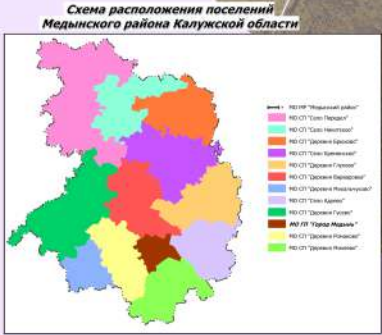 Схема расположения поселений
Медынского района Калужской области
МО МР "Медынский район"
МО СП "Село Передел"
МО СП "Село Никитское"
МО СП "Деревня Брюхово"
МО СП "Село Кременское"
МО СП "Деревня Глухово"
МО СП "Деревня Варваровка"
МО СП "Деревня Михальчуково"
МО СП "Село Адуево"
МО СП "Деревня Гусево"
МО ГП "Город Медынь"
МО СП "Деревня Романово"
МО СП "Деревня Михеево"